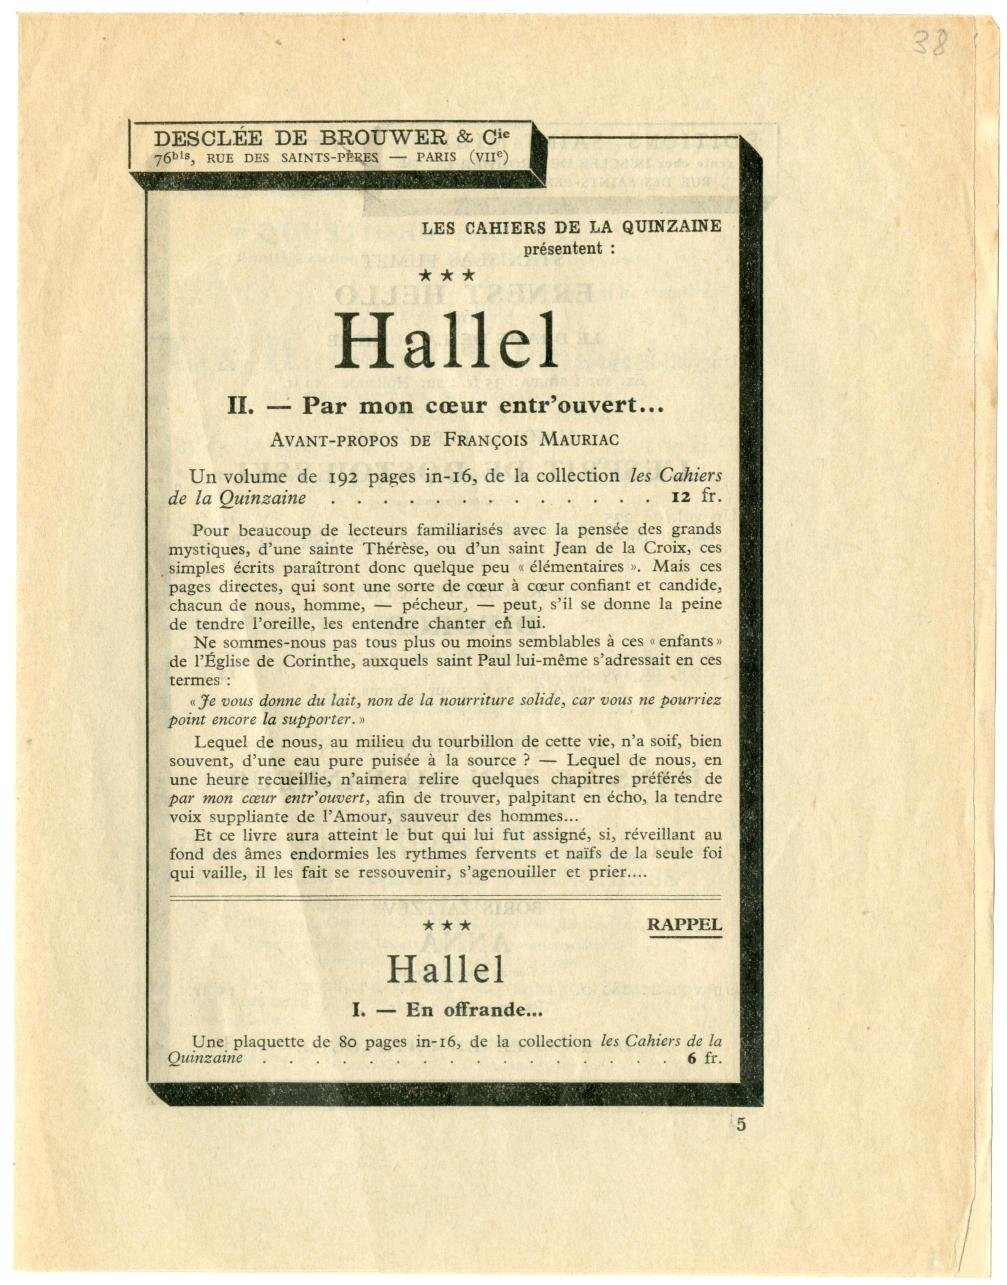 38
DESCLÉE DE BROUWER & Cie
76bis, RUE DES SAINTS-PÈRES — PARIS (VIIe)
LES CAHIERS DE LA QUINZAINE
présentent :
★ ★ ★
Hallel
II. — Par mon cœur entr'ouvert...
AVANT-PROPOS DE FRANÇOIS MAURIAC
Un volume de 192 pages in-16, de la collection les Cahiers
de la Quinzaine . . . . . . . . . . . . . 12 fr.
Pour beaucoup de lecteurs familiarisés avec la pensée des grands
mystiques, d'une sainte Thérèse, ou d'un saint Jean de la Croix, ces
simples écrits paraîtront donc quelque peu « élémentaires ». Mais ces
pages directes, qui sont une sorte de cœur à cœur confiant et candide,
chacun de nous, homme, — pécheur, — peut, s'il se donne la peine
de tendre l'oreille, les entendre chanter en lui.
Ne sommes-nous pas tous plus ou moins semblables à ces « enfants »
de l'Église de Corinthe, auxquels saint Paul lui-même s'adressait en ces
termes :
« Je vous donne du lait, non de la nourriture solide, car vous ne pourriez
point encore la supporter. »
Lequel de nous, au milieu du tourbillon de cette vie, n'a soif, bien
souvent, d'une eau pure puisée à la source ? — Lequel de nous, en
une heure recueillie, n'aimera relire quelques chapitres préférés de
par mon cœur entr'ouvert, afin de trouver, palpitant en écho, la tendre
voix suppliante de l'Amour, sauveur des hommes...
Et ce livre aura atteint le but qui lui fut assigné, si, réveillant au
fond des âmes endormies les rythmes fervents et naïfs de la seule foi
qui vaille, il les fait se ressouvenir, s'agenouiller et prier....
★ ★ ★ RAPPEL
Hallel
I. — En offrande...
Une plaquette de 80 pages in-16, de la collection les Cahiers de la
Quinzaine . . . . . . . . . . . . . . . . 6 fr.
5